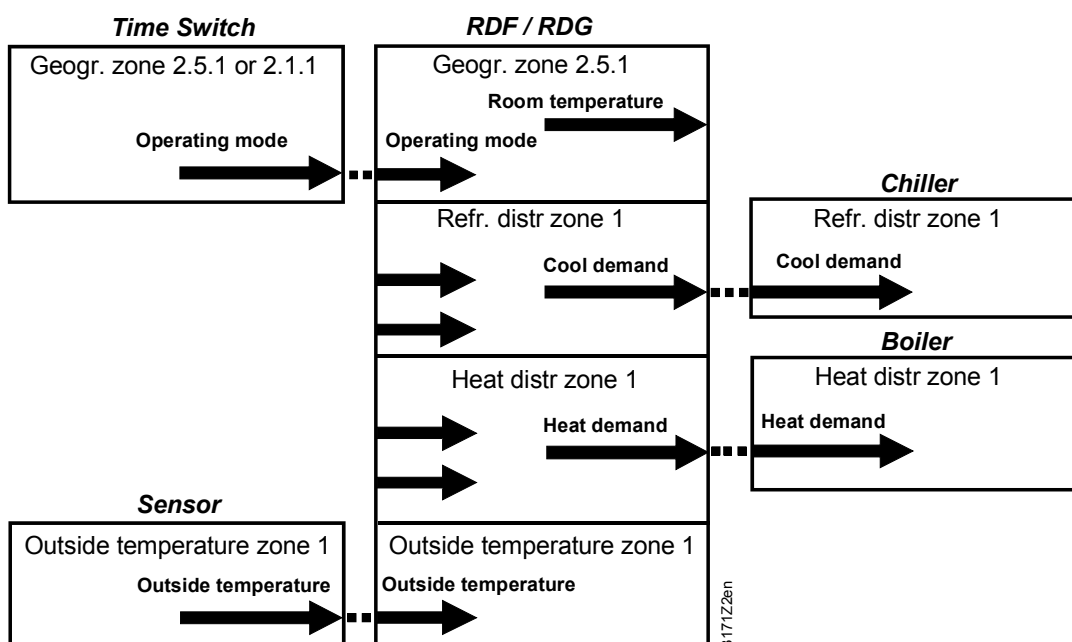 Time Switch
RDF / RDG
Geogr. zone 2.5.1 or 2.1.1
Geogr. zone 2.5.1
Room temperature
Operating mode
Operating mode
Chiller
Refr. distr zone 1
Refr. distr zone 1
Cool demand
Cool demand
Boiler
Heat distr zone 1
Heat distr zone 1
Heat demand
Heat demand
Sensor
Outside temperature zone 1
Outside temperature zone 1
Outside temperature
Outside temperature
3171Z2en